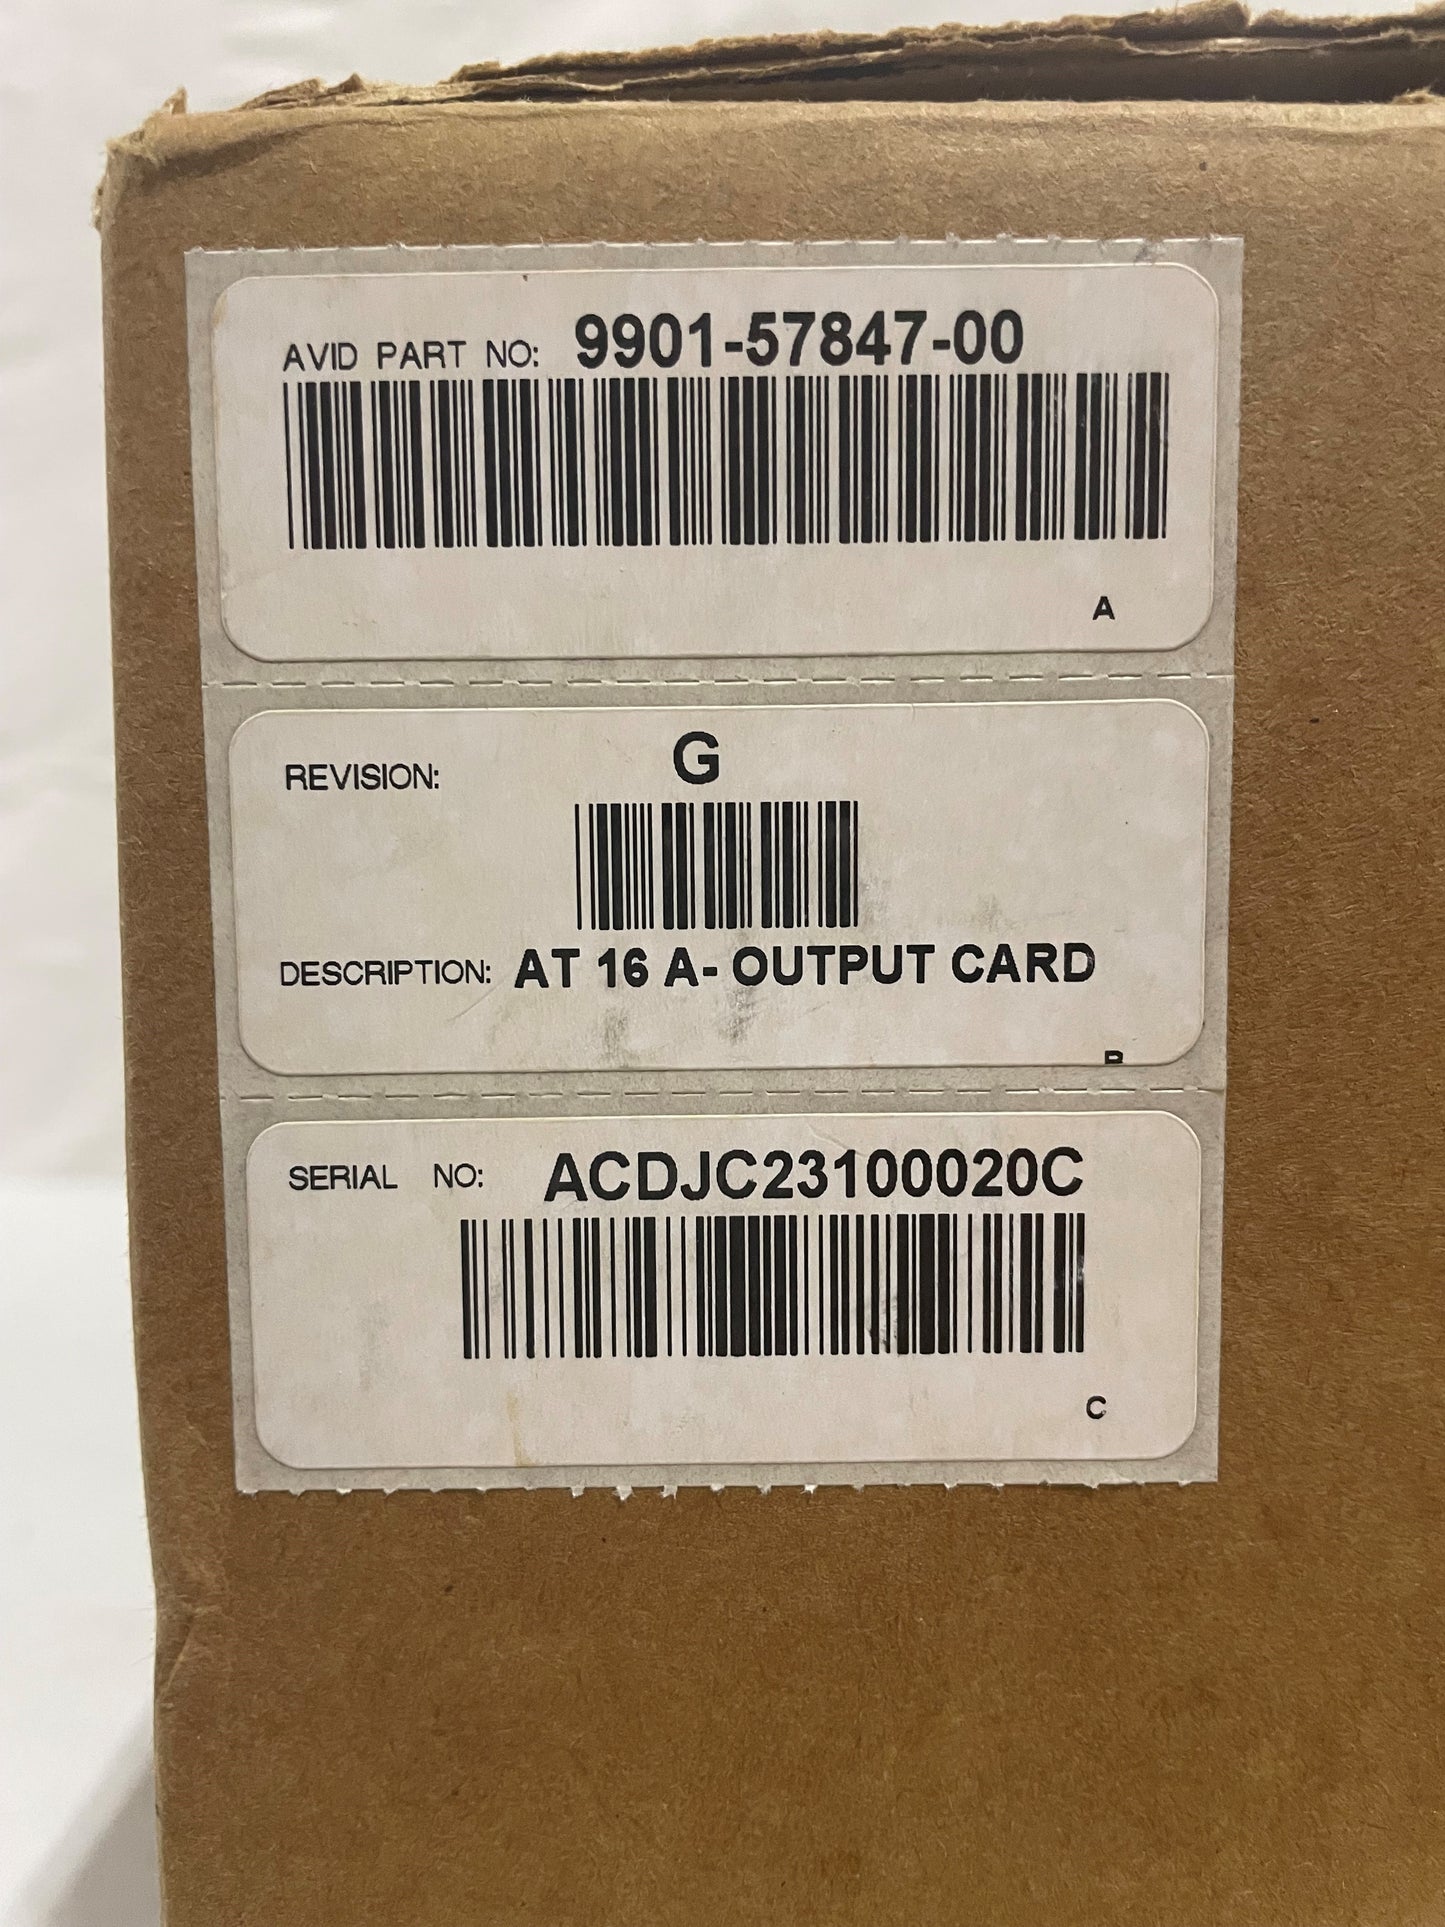 AVID PART NO: 9901-57847-00
A
REVISION: G
DESCRIPTION: AT 16 A- OUTPUT CARD
B
SERIAL NO: ACDJC23100020C
C